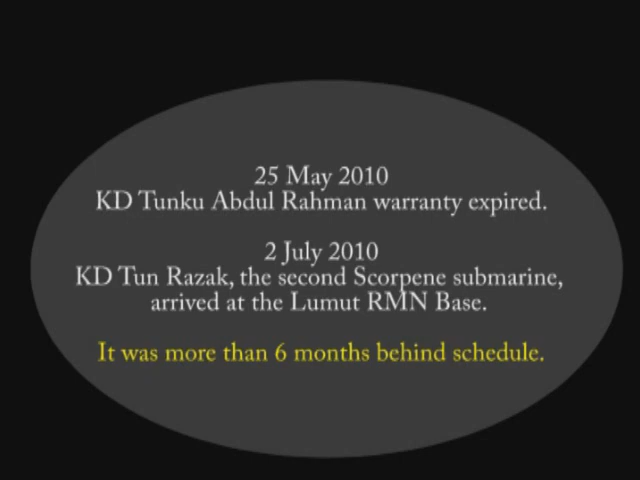 25 May 2010
KD Tunku Abdul Rahman warranty expired.
2 July 2010
KD Tun Razak, the second Scorpene submarine,
arrived at the Lumut RMN Base.
It was more than 6 months behind schedule.